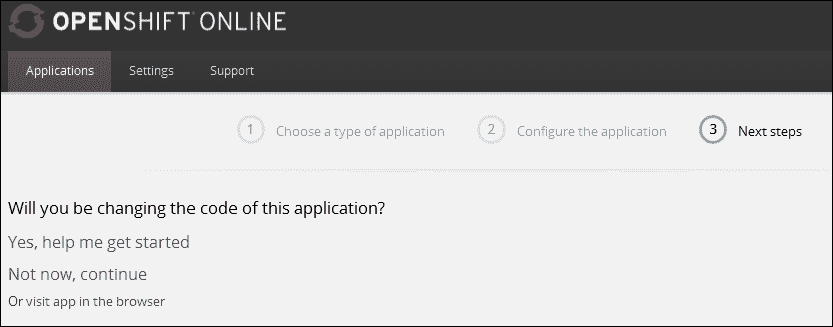 OPENSHIFT ONLINE
Applications Settings Support
1 Choose a type of application 2 Configure the application 3 Next steps
Will you be changing the code of this application?
Yes, help me get started
Not now, continue
Or visit app in the browser